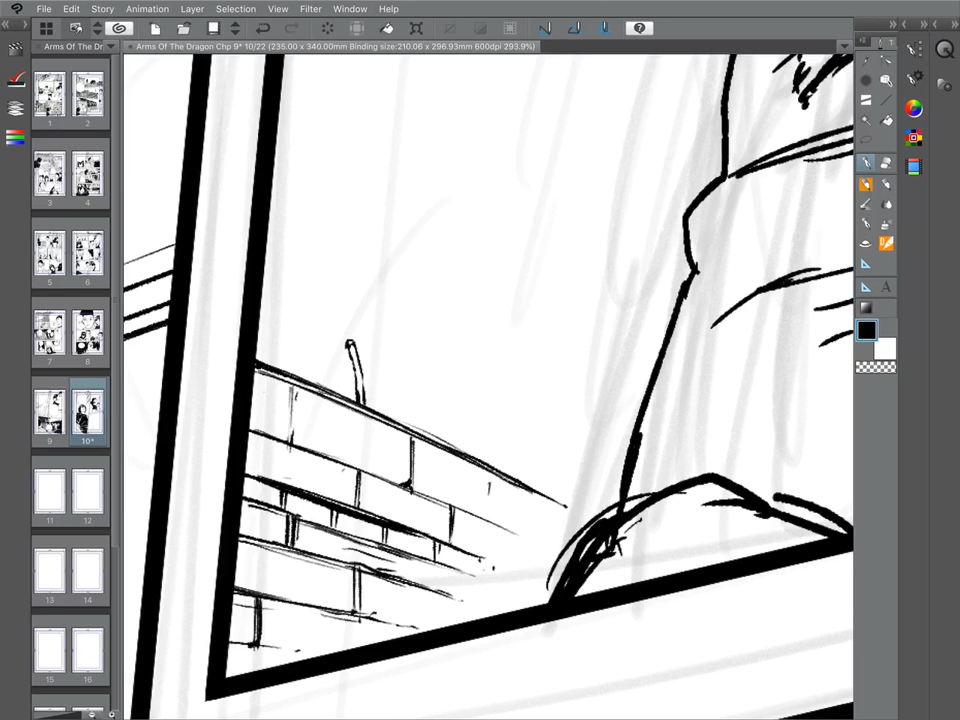 File Edit Story Animation Layer Selection View Filter Window Help
Arms Of The Dr
Arms Of The Dragon Chp 9* 10/22 (235.00 x 340.00mm Binding size:210.06 x 296.93mm 600dpi 293.9%)
1 2
3 4
5 6
7 8
9 10*
11 12
13 14
15 16
T
A